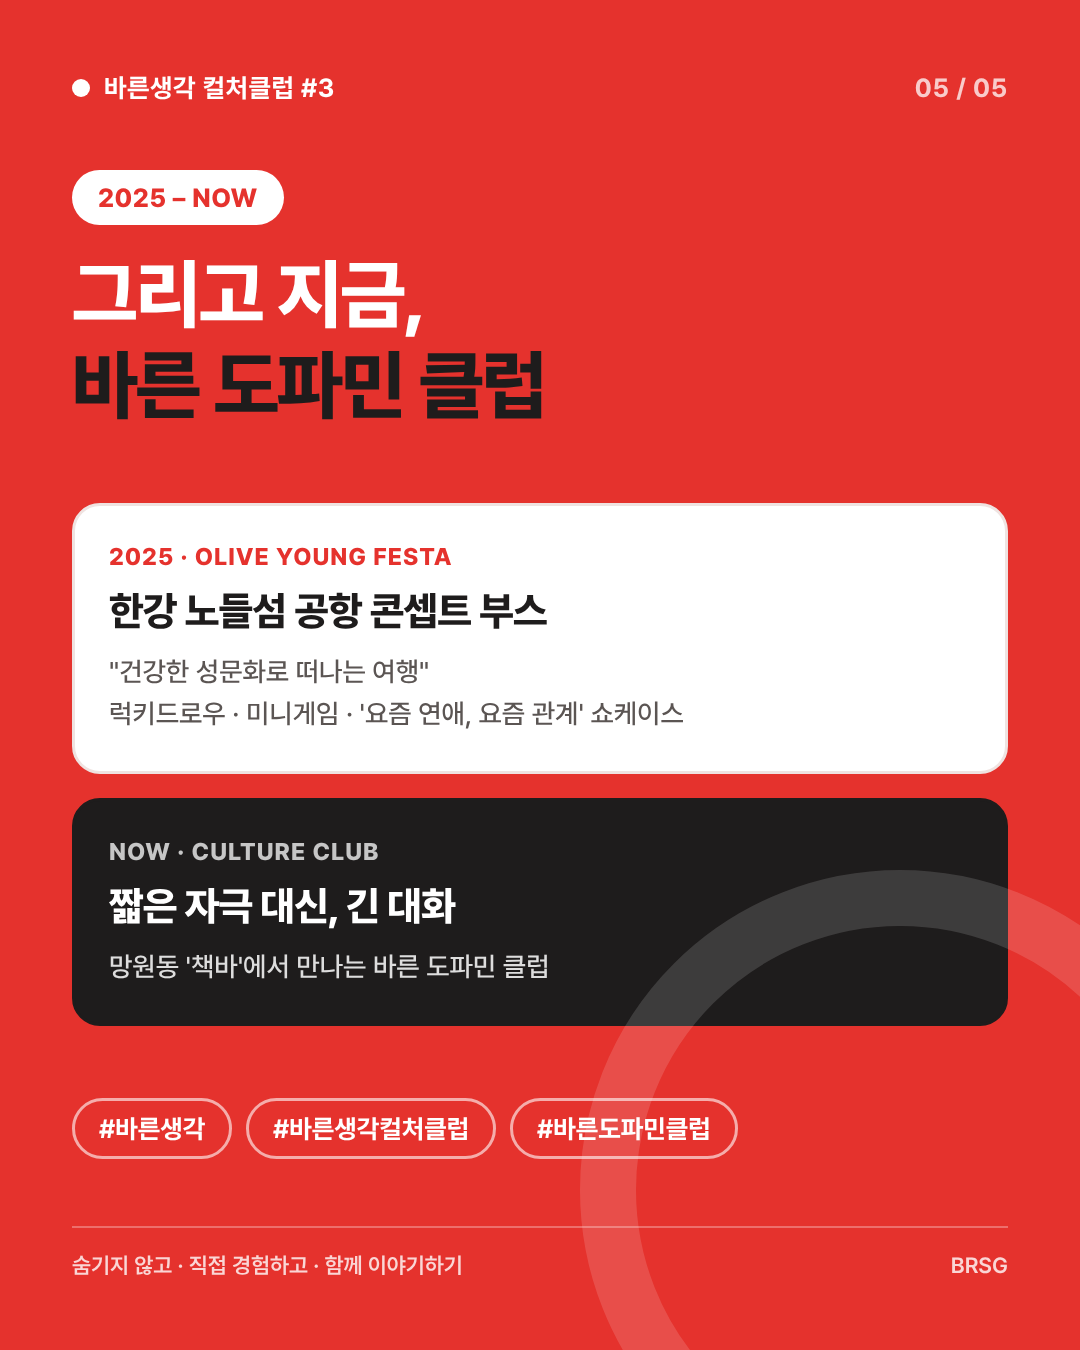 바른생각 컬처클럽 #3
05 / 05
2025 – NOW
그리고 지금,
바른 도파민 클럽
2025 · OLIVE YOUNG FESTA
한강 노들섬 공항 콘셉트 부스
"건강한 성문화로 떠나는 여행"
럭키드로우 · 미니게임 · '요즘 연애, 요즘 관계' 쇼케이스
NOW · CULTURE CLUB
짧은 자극 대신, 긴 대화
망원동 '책바'에서 만나는 바른 도파민 클럽
#바른생각
#바른생각컬처클럽
#바른도파민클럽
숨기지 않고 · 직접 경험하고 · 함께 이야기하기
BRSG